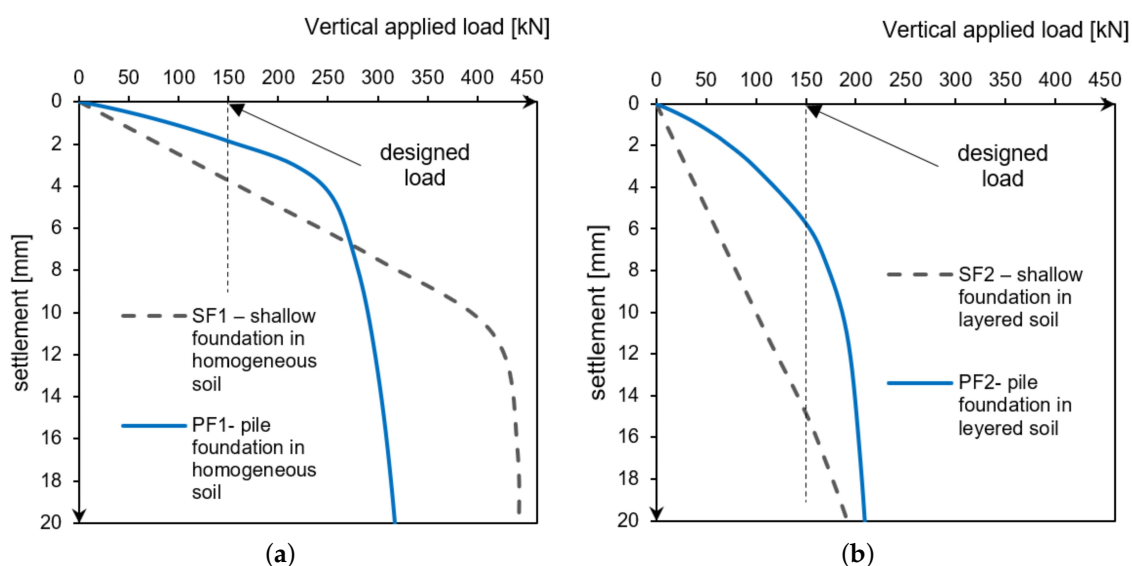 Vertical applied load [kN]
0 50 100 150 200 250 300 350 400 450
0
2
4
6
8
10
12
14
16
18
20
settlement [mm]
designed
load
SF1 – shallow
foundation in
homogeneous
soil
PF1- pile
foundation in
homogeneous
soil
(a)
Vertical applied load [kN]
0 50 100 150 200 250 300 350 400 450
0
2
4
6
8
10
12
14
16
18
20
settlement [mm]
designed
load
SF2 – shallow
foundation in
layered soil
PF2- pile
foundation in
leyered soil
(b)